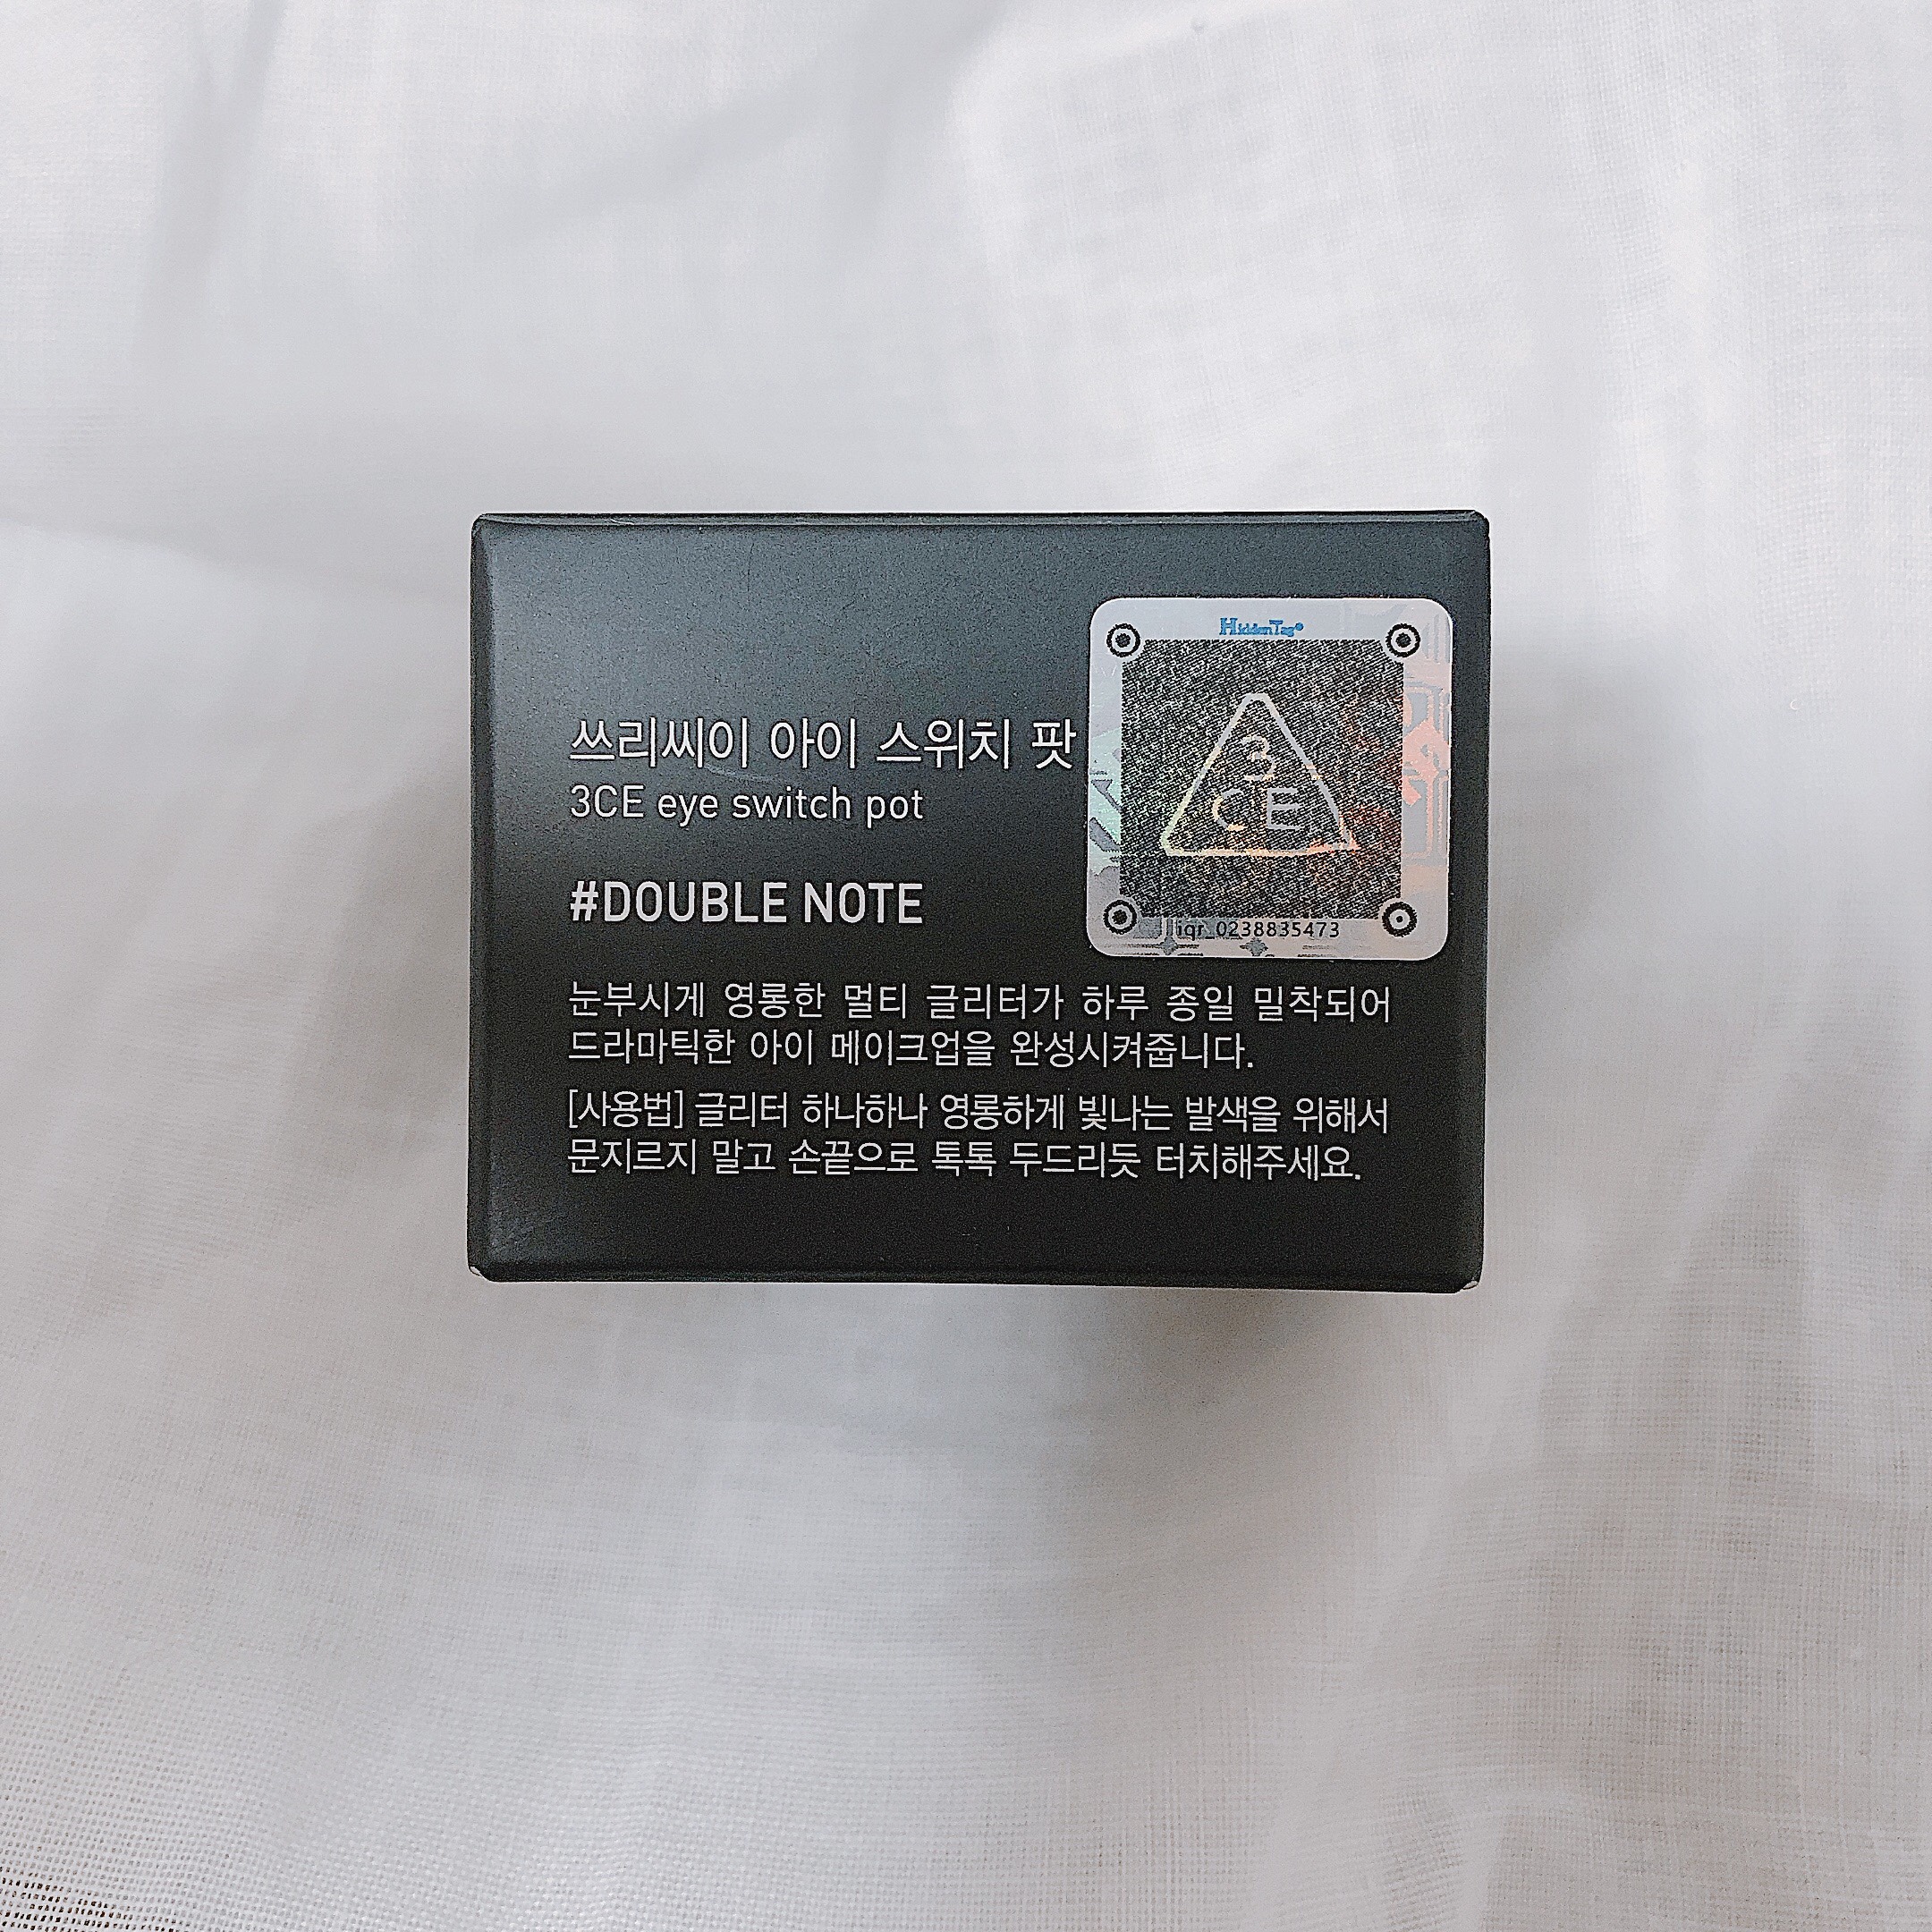 HiddenTag®
3
CE
iqr_0238835473
쓰리씨이 아이 스위치 팟
3CE eye switch pot
#DOUBLE NOTE
눈부시게 영롱한 멀티 글리터가 하루 종일 밀착되어
드라마틱한 아이 메이크업을 완성시켜줍니다.
[사용법] 글리터 하나하나 영롱하게 빛나는 발색을 위해서
문지르지 말고 손끝으로 톡톡 두드리듯 터치해주세요.